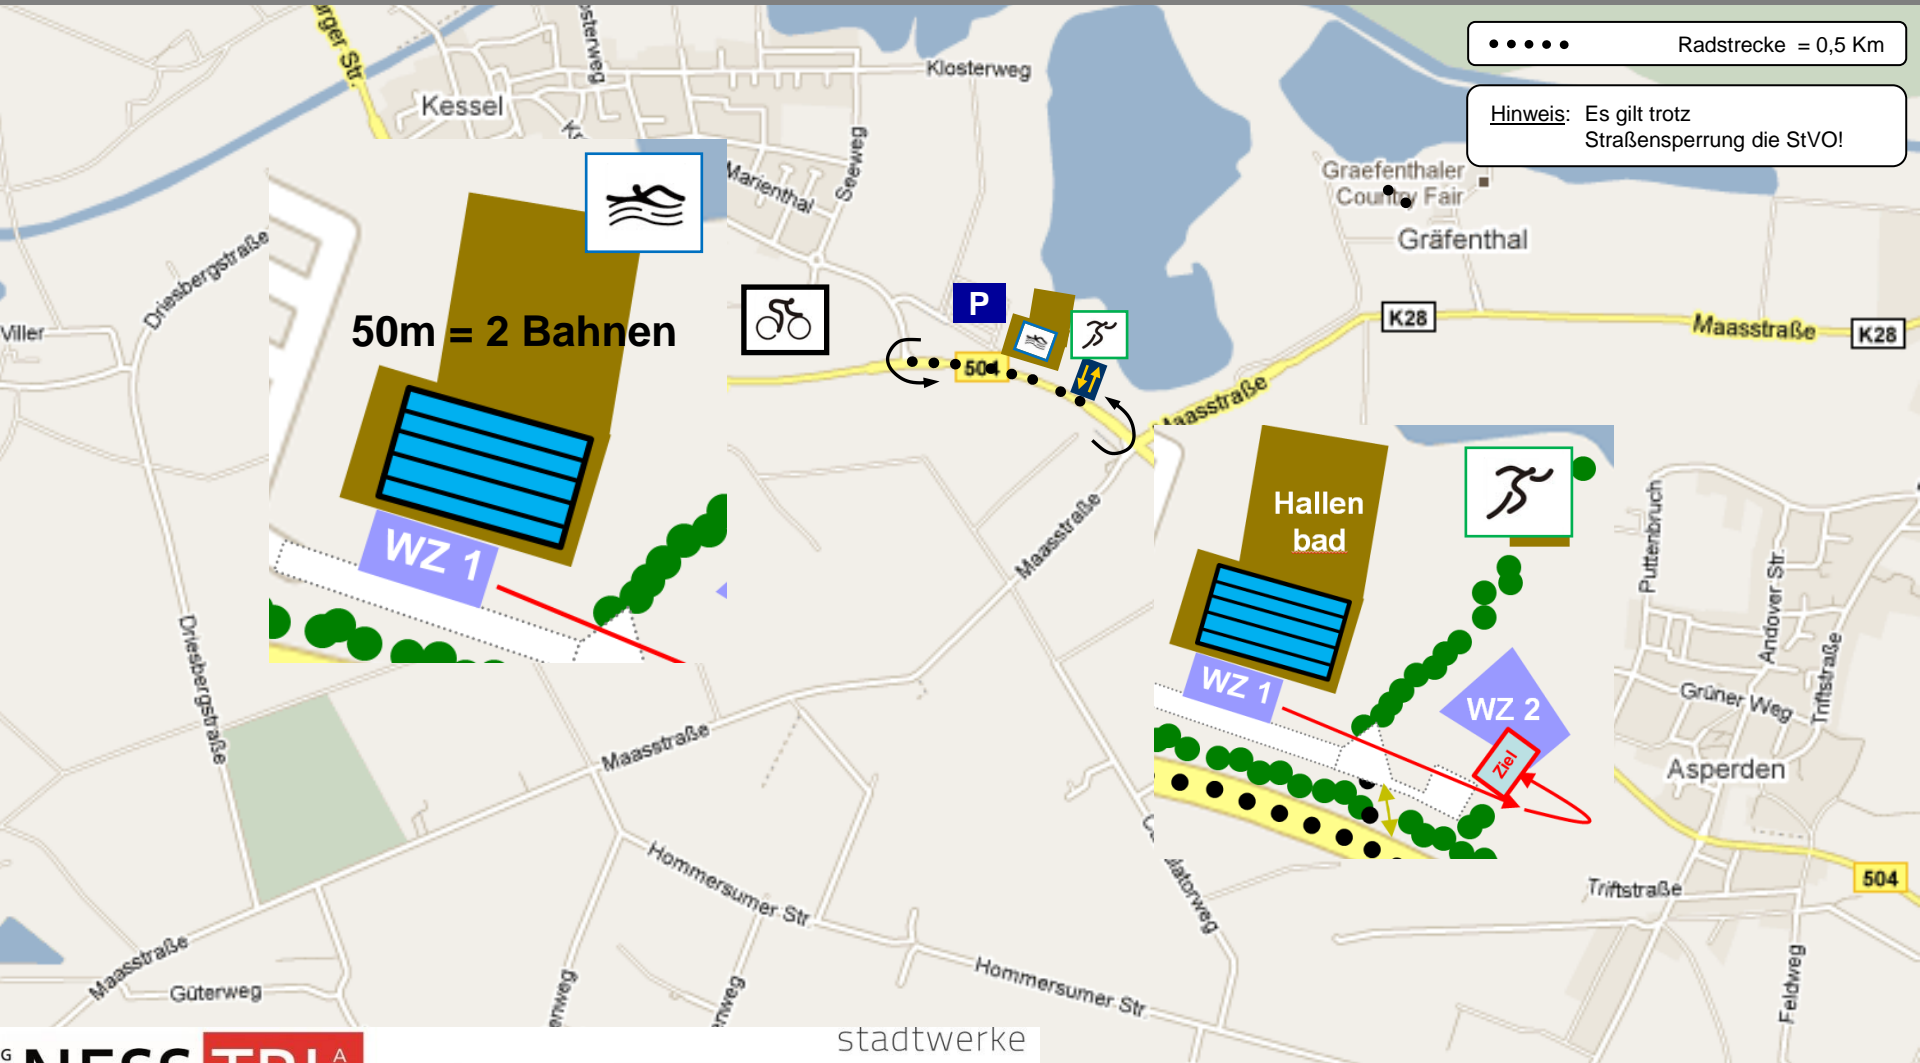 Radstrecke = 0,5 Km
Hinweis: Es gilt trotz
Straßensperrung die StVO!
Klosterweg
Kessel
Seeweg
Marienthal
Graefenthaler
Country Fair
Gräfenthal
Driesbergstraße
Viller
50m = 2 Bahnen
P
504
K28
Maasstraße
K28
Maasstraße
WZ 1
Maasstraße
Hallen
bad
WZ 1
WZ 2
Ziel
Puttenbruch
Andover Str.
Triftstraße
Grüner Weg
Asperden
Driesbergstraße
Maasstraße
Hommersumer Str
504
Triftstraße
Maasstraße
Güterweg
Hommersumer Str
Feldweg
stadtwerke
TRI A